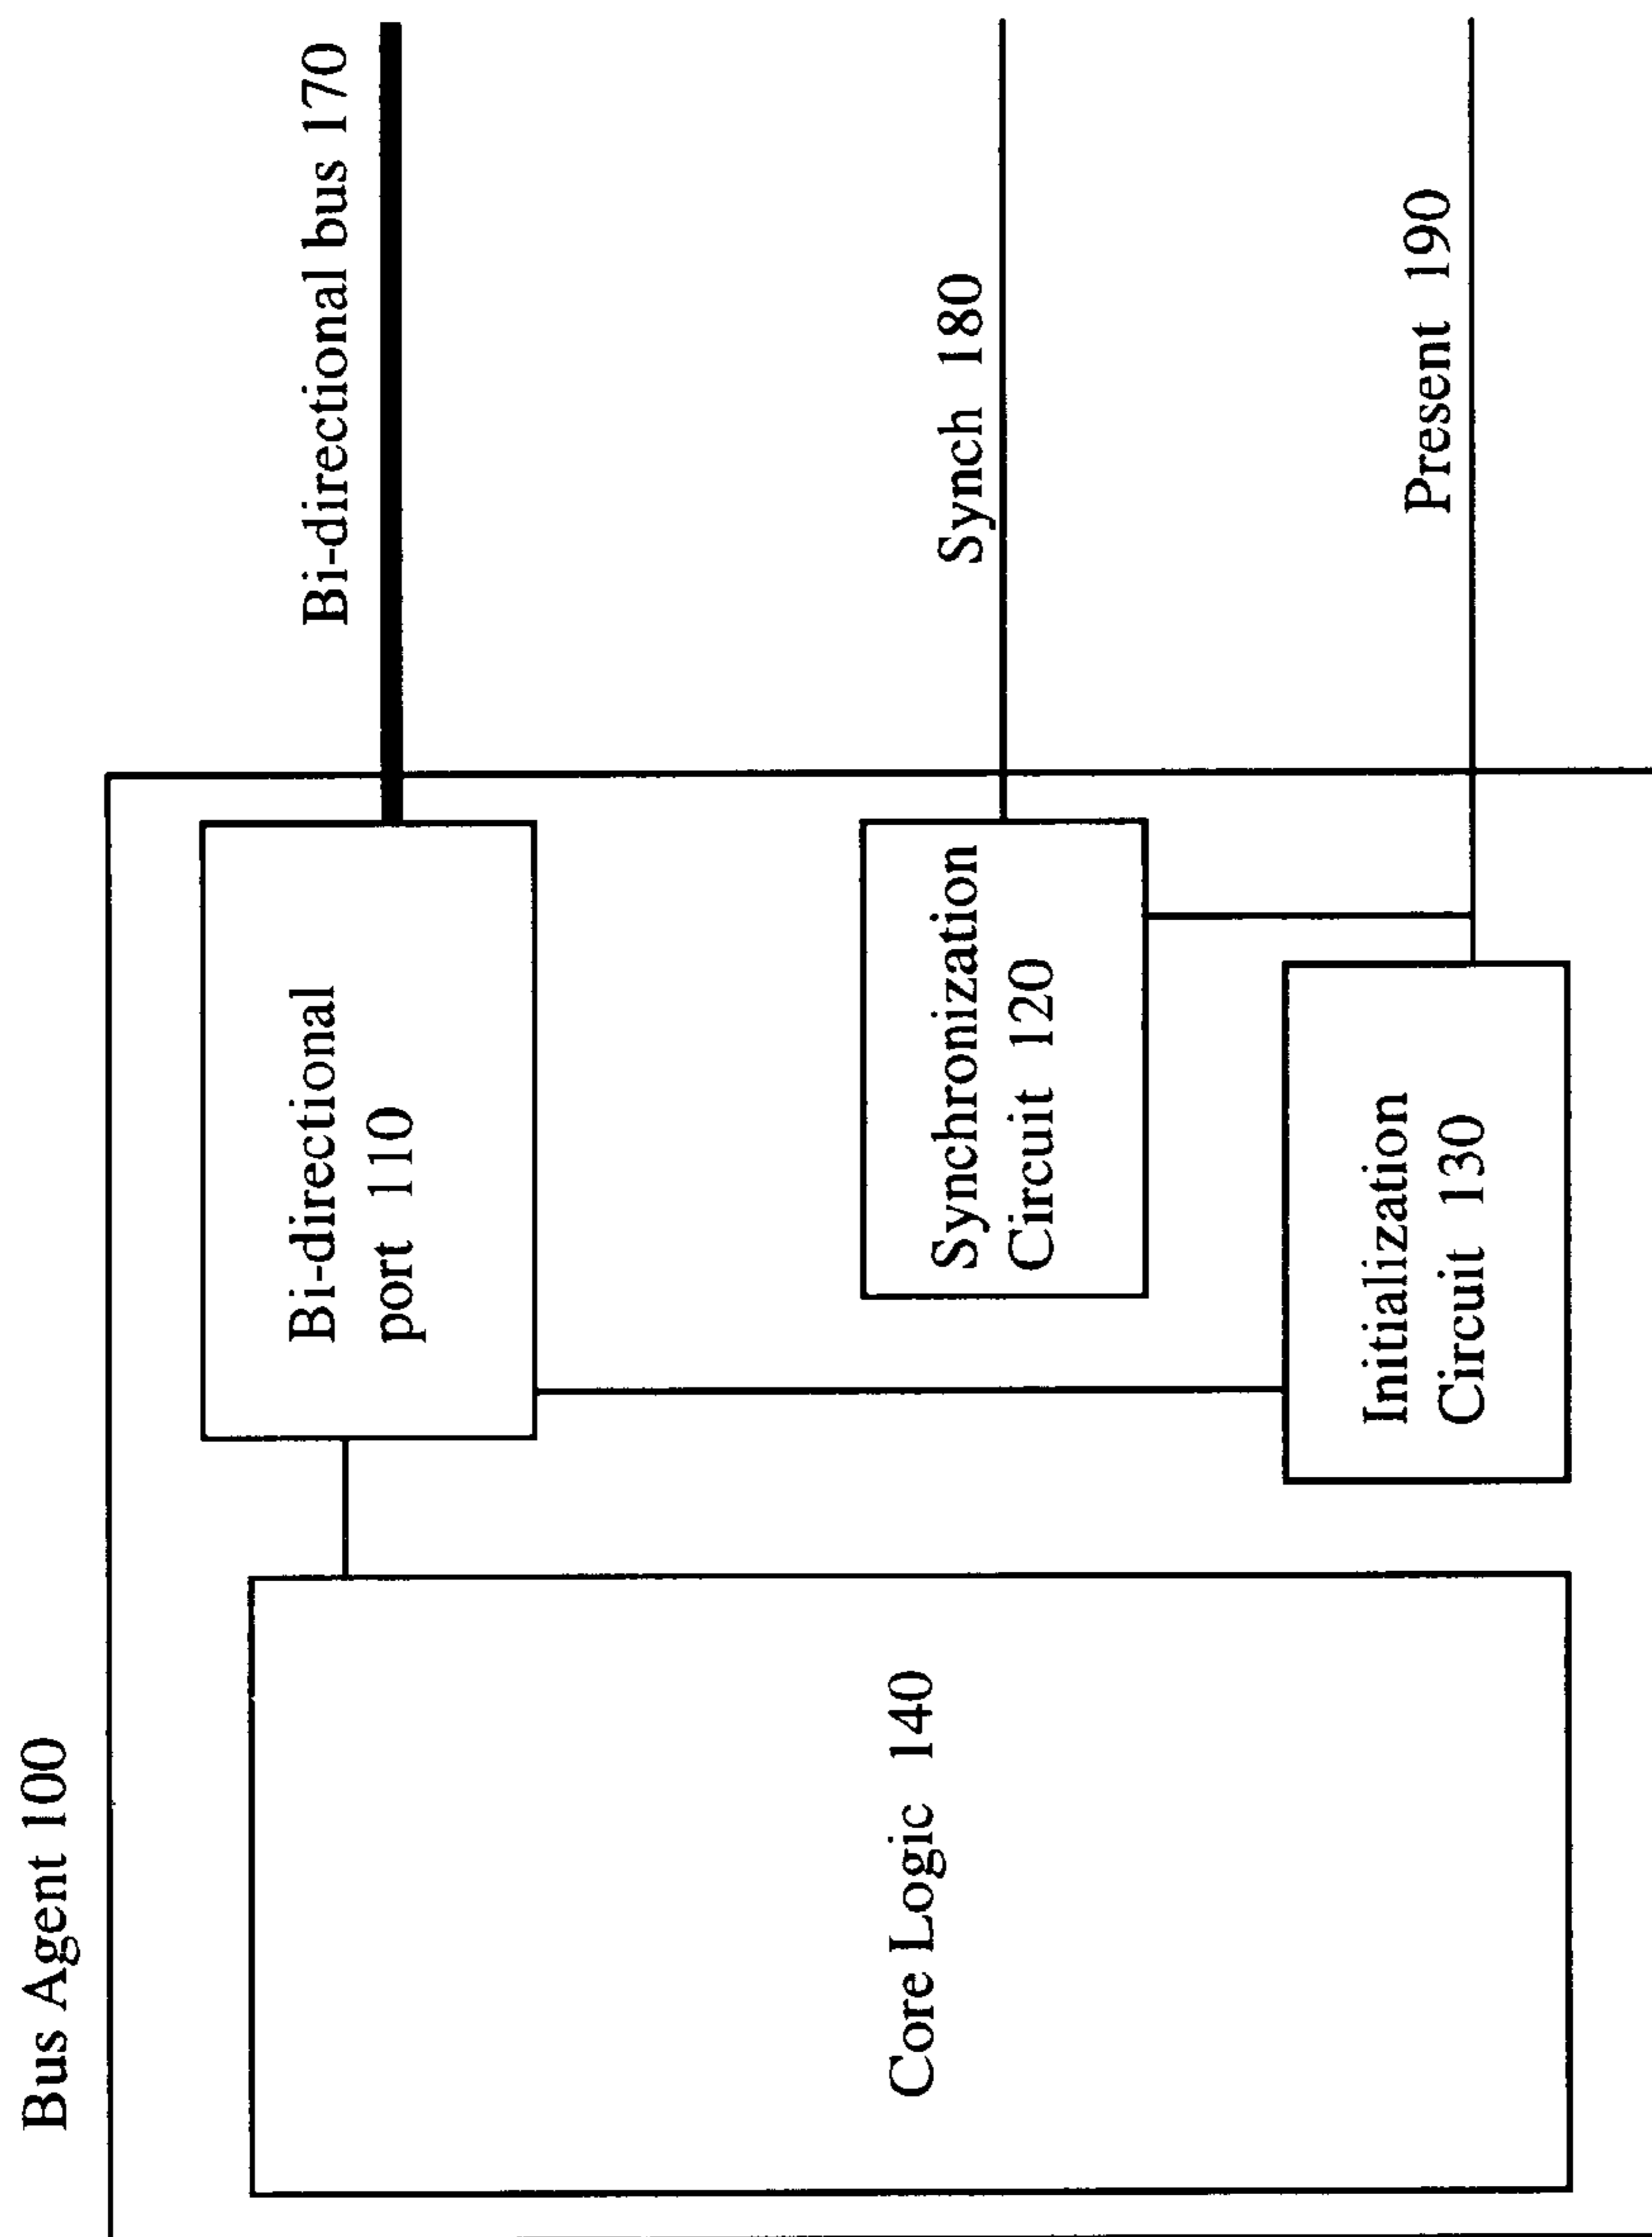 Bus Agent 100
Core Logic 140
Bi-directional
port 110
Bi-directional bus 170
Synchronization
Circuit 120
Synch 180
Initialization
Circuit 130
Present 190